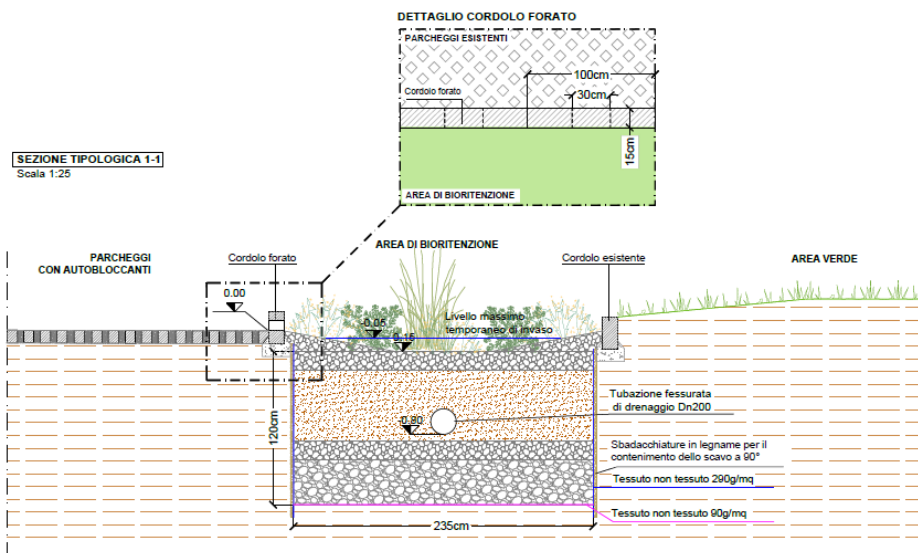 DETTAGLIO CORDOLO FORATO
PARCHEGGI ESISTENTI
100cm
30cm
Cordolo forato
15cm
AREA DI BIORITENZIONE
SEZIONE TIPOLOGICA 1-1
Scala 1:25
PARCHEGGI
CON AUTOBLOCCANTI
Cordolo forato
AREA DI BIORITENZIONE
Cordolo esistente
AREA VERDE
0.00
-0.05
Livello massimo
temporaneo di invaso
0.15
Tubazione fessurata
di drenaggio Dn200
-0.80
120cm
Sbadacchiature in legname per il
contenimento dello scavo a 90°
Tessuto non tessuto 290g/mq
Tessuto non tessuto 90g/mq
235cm